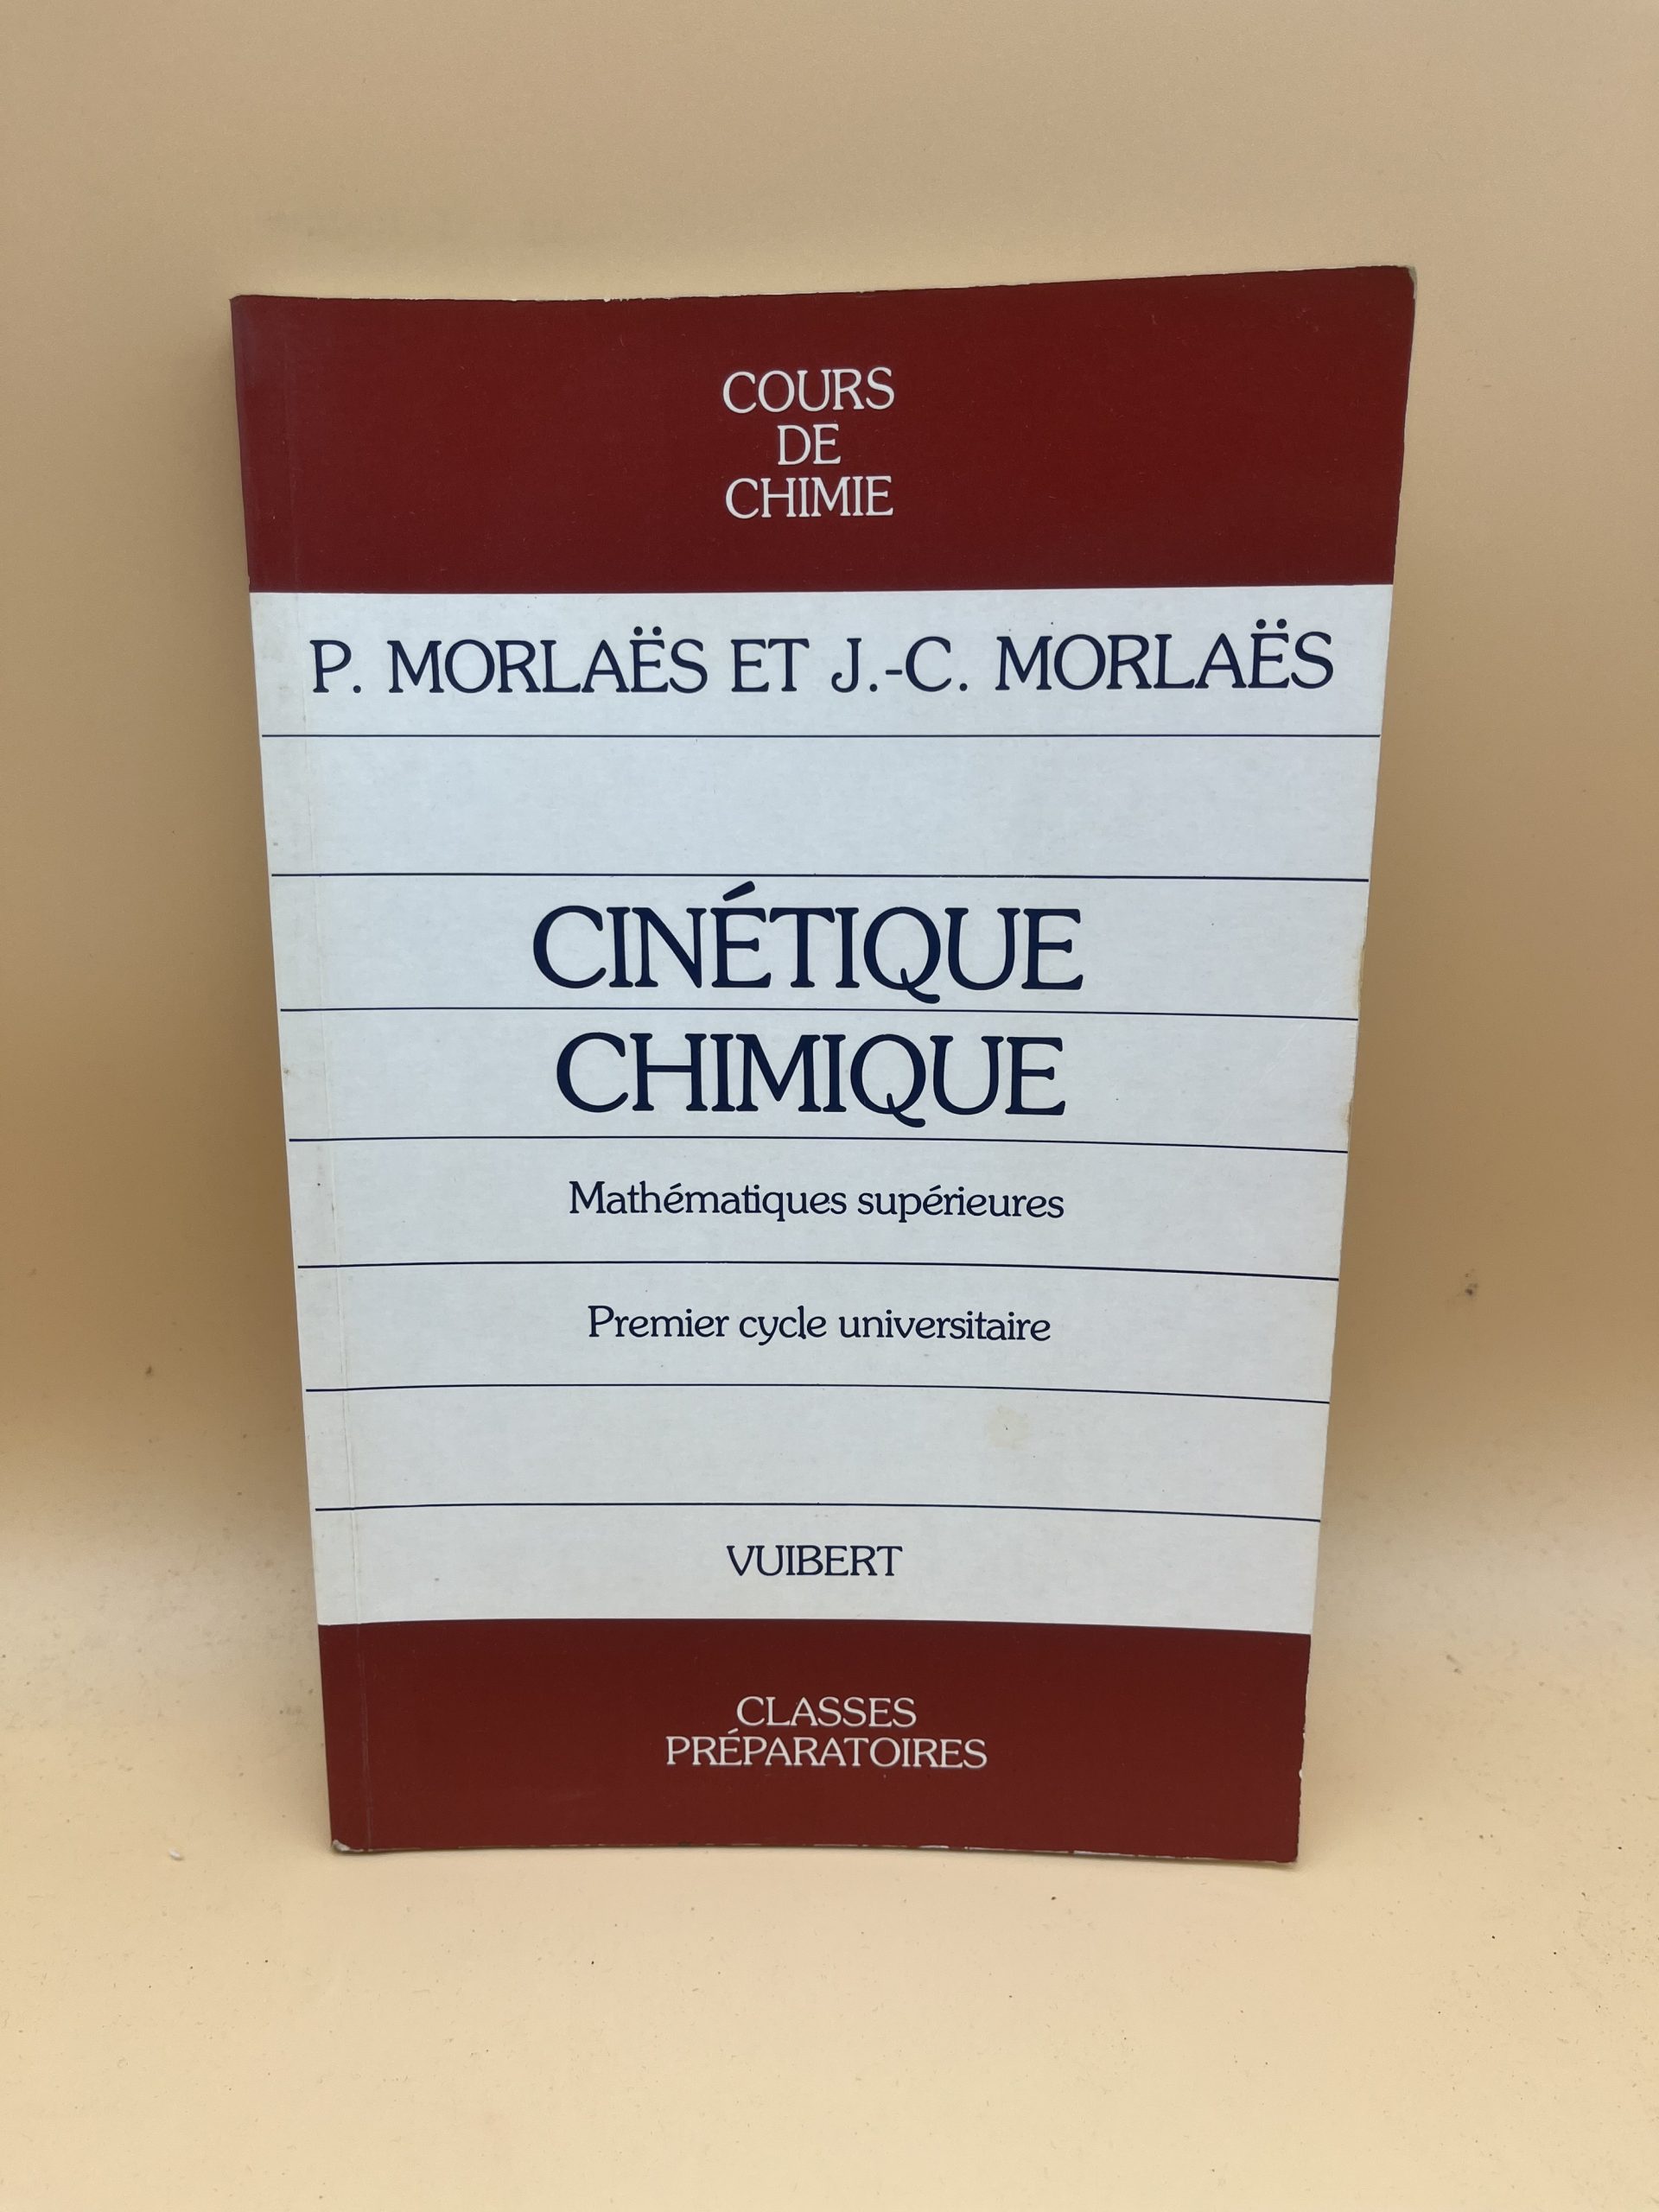 COURS
DE
CHIMIE
P. MORLAËS ET J.-C. MORLAËS
CINÉTIQUE
CHIMIQUE
Mathématiques supérieures
Premier cycle universitaire
VUIBERT
CLASSES
PRÉPARATOIRES